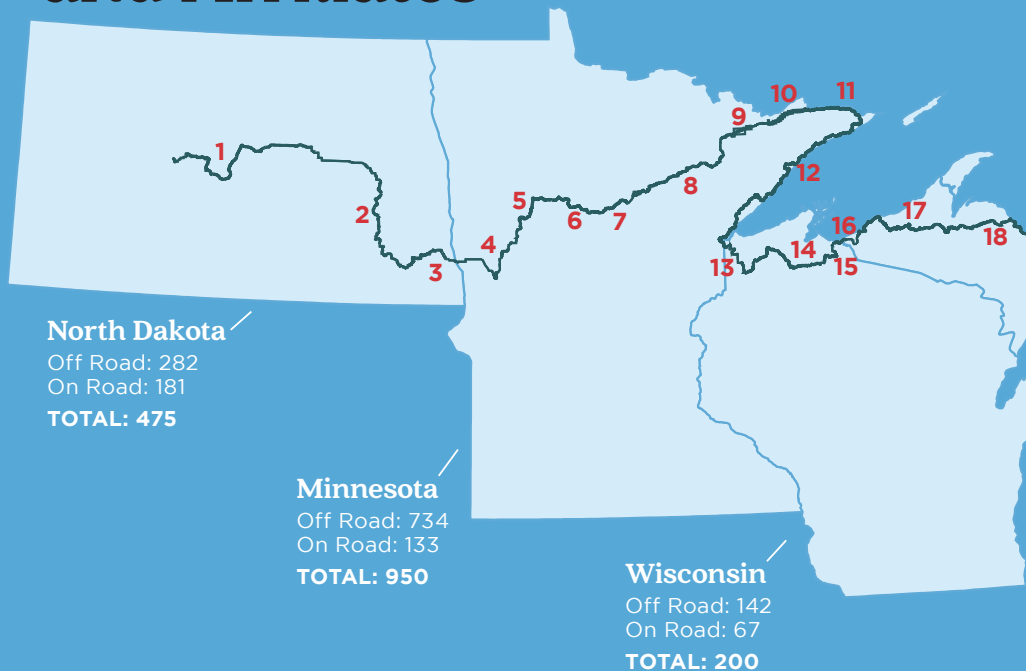 9
10
11
1
12
8
5
2
6
7
17
16
18
4
14
3
13
15
North Dakota
Off Road: 282
On Road: 181
TOTAL: 475
Minnesota
Off Road: 734
On Road: 133
TOTAL: 950
Wisconsin
Off Road: 142
On Road: 67
TOTAL: 200